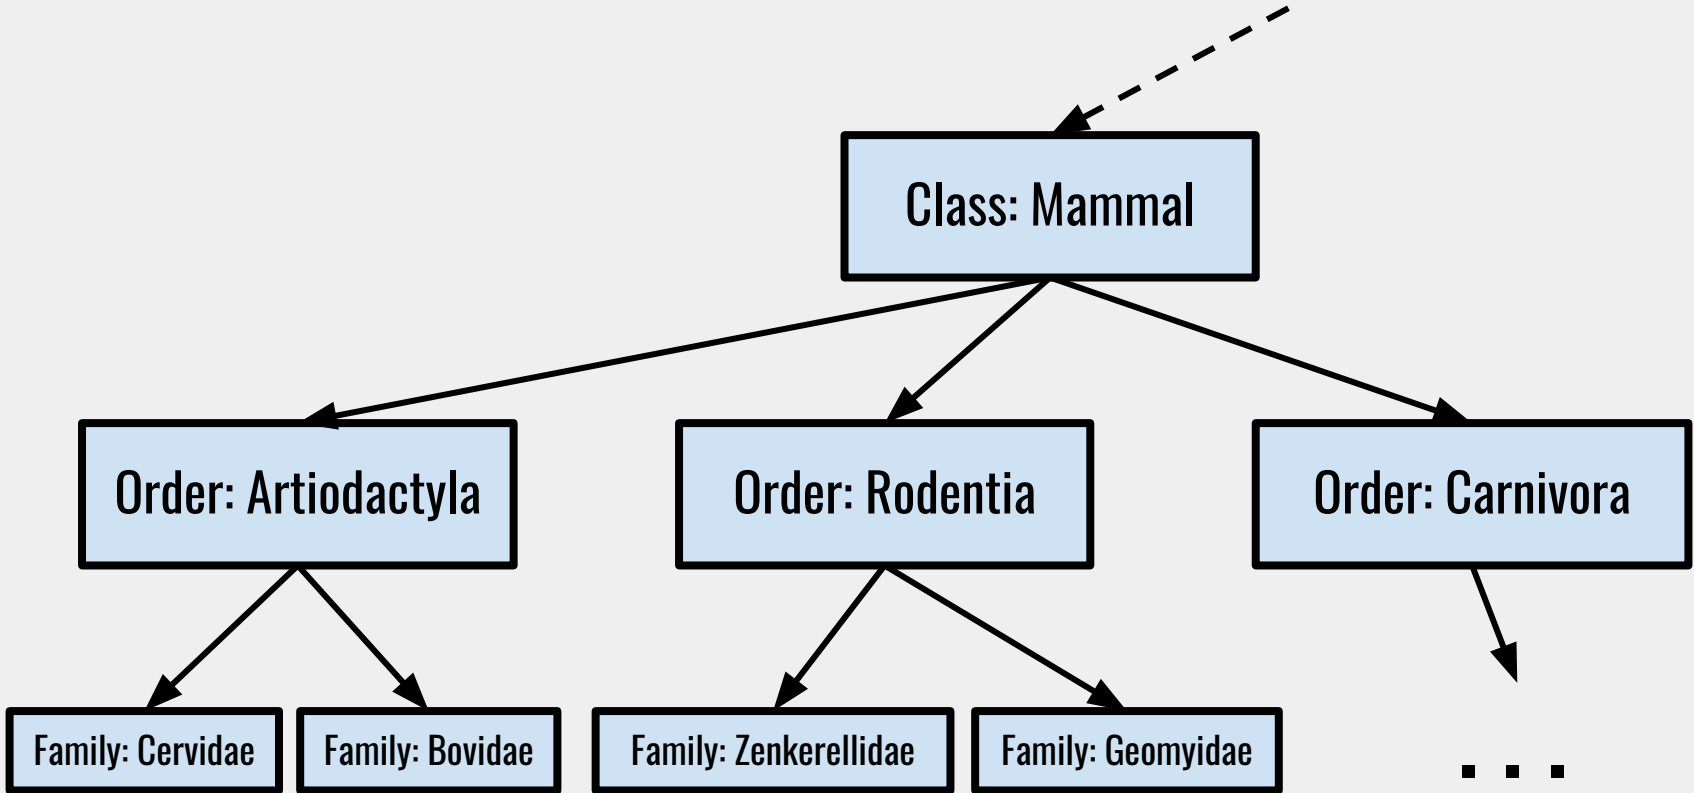 Class: Mammal
Order: Artiodactyla
Order: Rodentia
Order: Carnivora
Family: Cervidae
Family: Bovidae
Family: Zenkerellidae
Family: Geomyidae
. . .